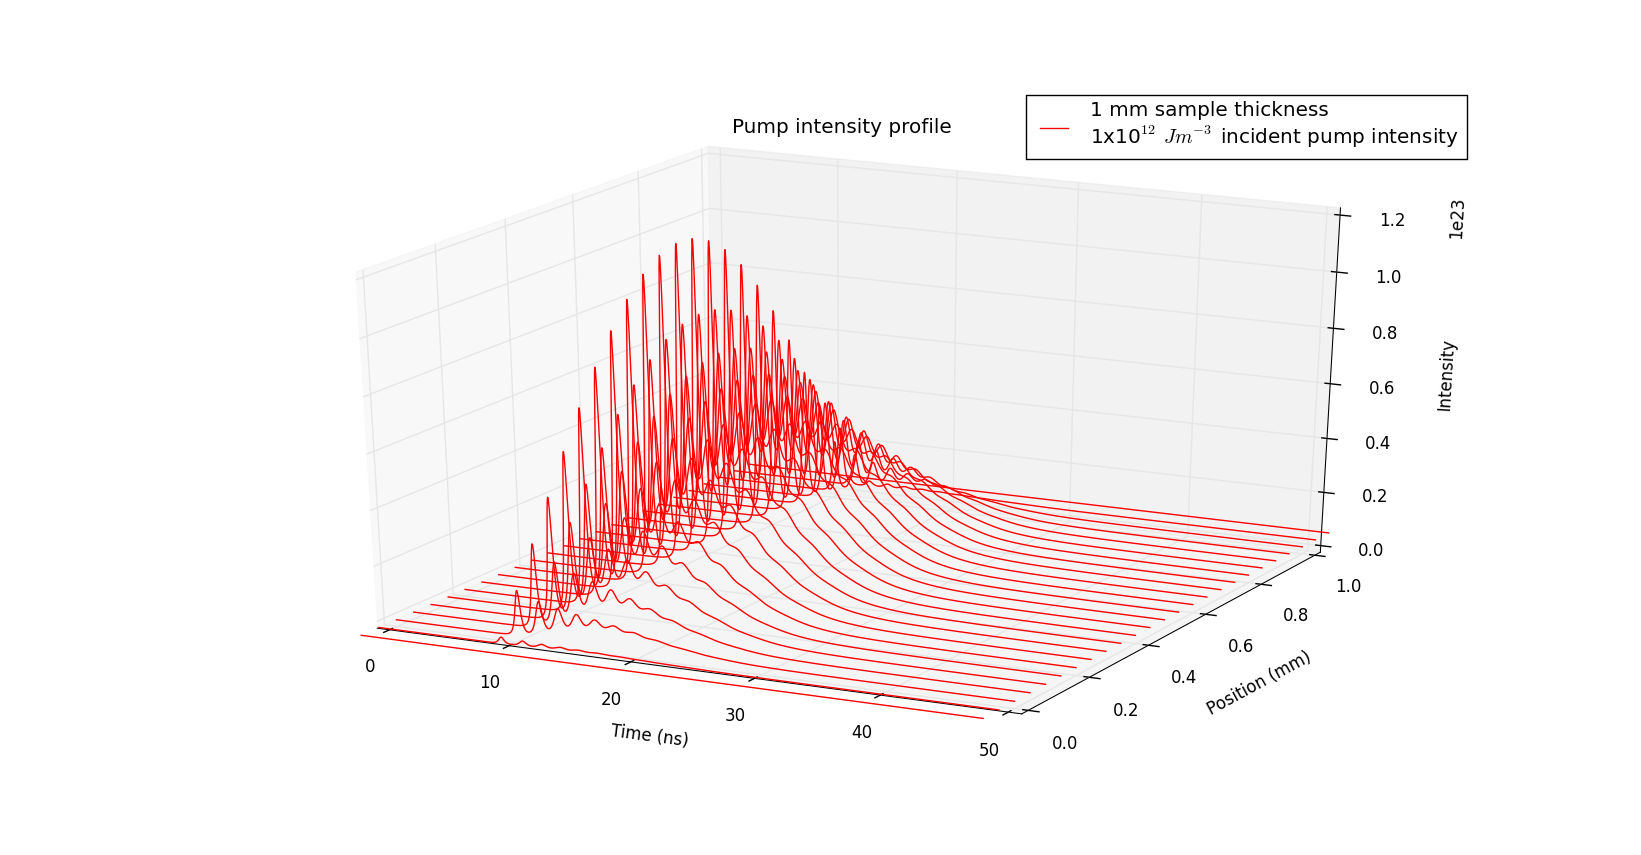 Pump intensity profile
1 mm sample thickness
1x10¹² Jm⁻³ incident pump intensity
1e23
1.2
1.0
0.8
0.6
0.4
0.2
0.0
Intensity
0
10
20
30
40
50
Time (ns)
0.0
0.2
0.4
0.6
0.8
1.0
Position (mm)